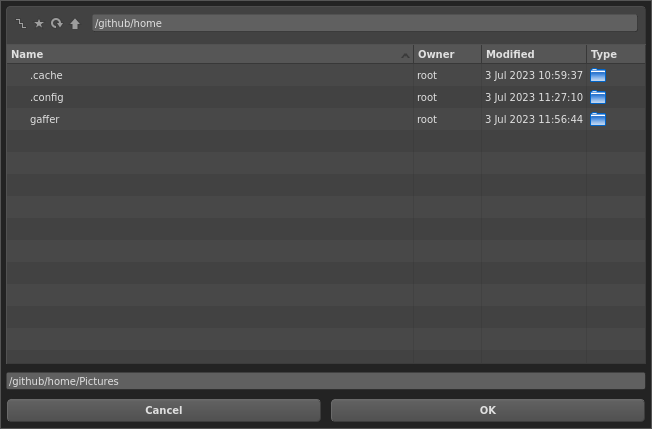 /github/home
Name Owner Modified Type
.cache root 3 Jul 2023 10:59:37
.config root 3 Jul 2023 11:27:10
gaffer root 3 Jul 2023 11:56:44
/github/home/Pictures
Cancel OK